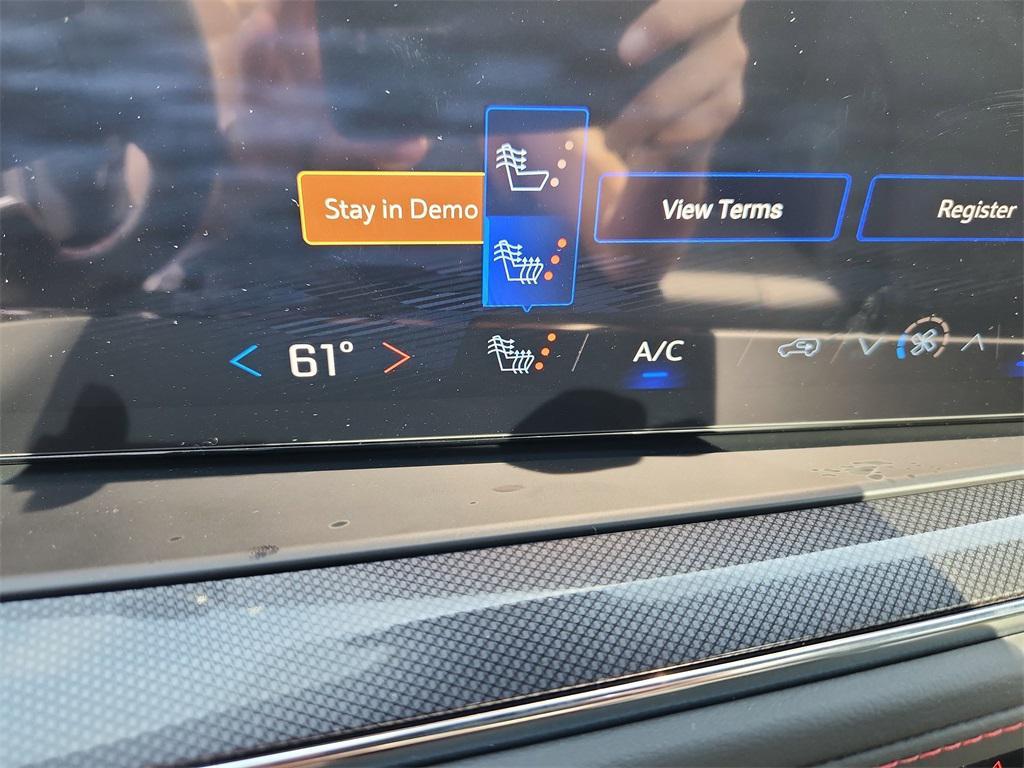 Stay in Demo
View Terms
Register
61°
A/C